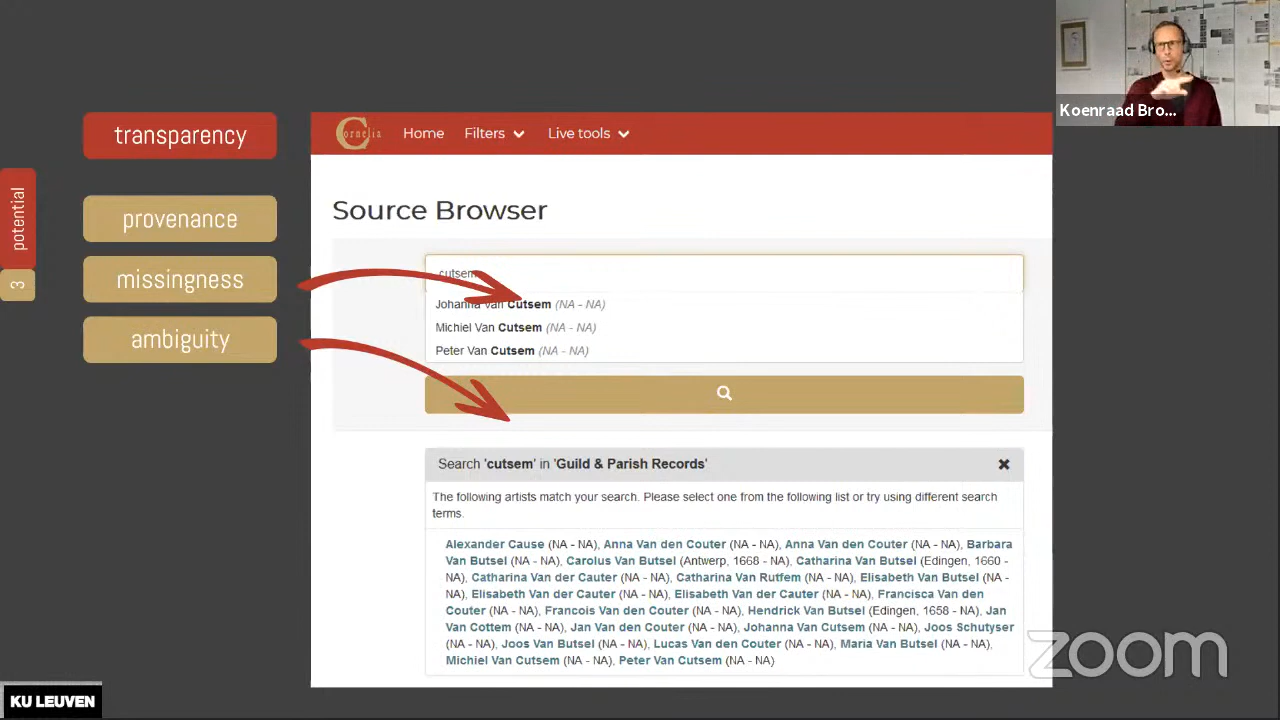 Koenraad Bro...
transparency
potential
3
provenance
missingness
ambiguity
Cornelia
Home
Filters
Live tools
Source Browser
cutsem
Johanna Van Cutsem (NA - NA)
Michiel Van Cutsem (NA - NA)
Peter Van Cutsem (NA - NA)
Search 'cutsem' in 'Guild & Parish Records'
The following artists match your search. Please select one from the following list or try using different search
terms.
Alexander Cause (NA - NA), Anna Van den Couter (NA - NA), Anna Van den Couter (NA - NA), Barbara
Van Butsel (NA - NA), Carolus Van Butsel (Antwerp, 1668 - NA), Catharina Van Butsel (Edingen, 1660 -
NA), Catharina Van der Cauter (NA - NA), Catharina Van Rutfem (NA - NA), Elisabeth Van Butsel (NA -
NA), Elisabeth Van der Cauter (NA - NA), Elisabeth Van der Cauter (NA - NA), Francisca Van den
Couter (NA - NA), Francois Van den Couter (NA - NA), Hendrick Van Butsel (Edingen, 1658 - NA), Jan
Van Cottem (NA - NA), Jan Van den Couter (NA - NA), Johanna Van Cutsem (NA - NA), Joos Schutyser
(NA - NA), Joos Van Butsel (NA - NA), Lucas Van den Couter (NA - NA), Maria Van Butsel (NA - NA),
Michiel Van Cutsem (NA - NA), Peter Van Cutsem (NA - NA)
zoom
KU LEUVEN